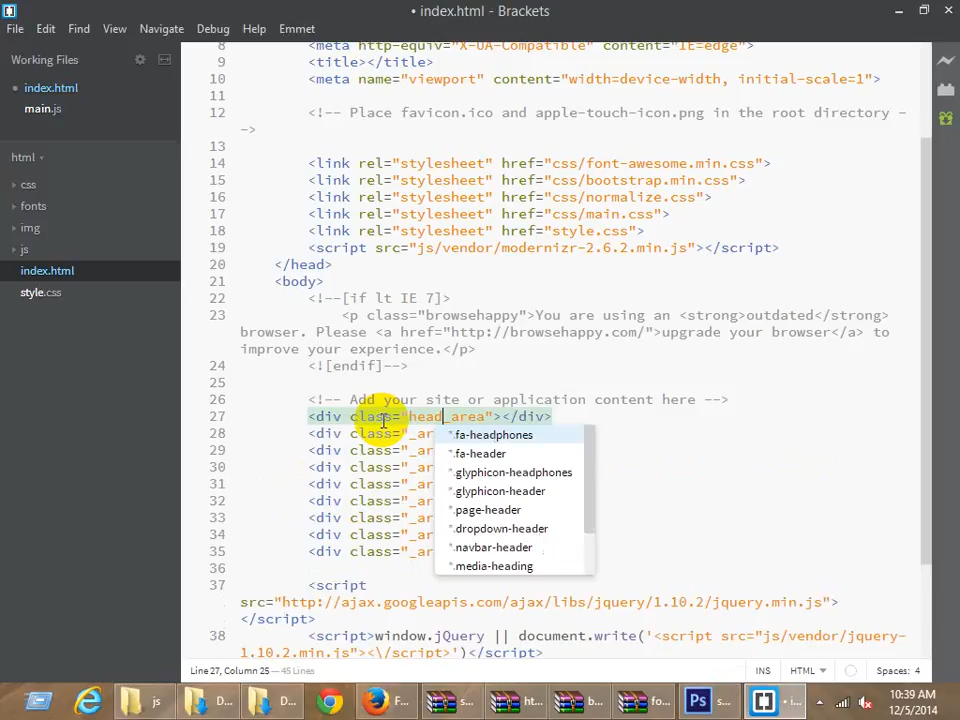 • index.html - Brackets
File Edit Find View Navigate Debug Help Emmet
Working Files
index.html
main.js
html
css
fonts
img
js
index.html
style.css
8 <meta http-equiv="X-UA-Compatible" content="IE=edge">
9 <title></title>
10 <meta name="viewport" content="width=device-width, initial-scale=1">
11
12 <!-- Place favicon.ico and apple-touch-icon.png in the root directory -
->
13
14 <link rel="stylesheet" href="css/font-awesome.min.css">
15 <link rel="stylesheet" href="css/bootstrap.min.css">
16 <link rel="stylesheet" href="css/normalize.css">
17 <link rel="stylesheet" href="css/main.css">
18 <link rel="stylesheet" href="style.css">
19 <script src="js/vendor/modernizr-2.6.2.min.js"></script>
20 </head>
21 <body>
22 <!--[if lt IE 7]>
23 <p class="browsehappy">You are using an <strong>outdated</strong>
browser. Please <a href="http://browsehappy.com/">upgrade your browser</a> to
improve your experience.</p>
24 <![endif]-->
25
26 <!-- Add your site or application content here -->
27 <div class="head_area"></div>
28 <div class="_ar
29 <div class="_ar
30 <div class="_ar
31 <div class="_ar
32 <div class="_ar
33 <div class="_ar
34 <div class="_ar
35 <div class="_ar
*.fa-headphones
*.fa-header
*.glyphicon-headphones
*.glyphicon-header
*.page-header
*.dropdown-header
*.navbar-header
*.media-heading
36
37 <script
src="http://ajax.googleapis.com/ajax/libs/jquery/1.10.2/jquery.min.js">
</script>
38 <script>window.jQuery || document.write('<script src="js/vendor/jquery-
1.10.2.min.js"><\/script>')</script>
Line 27, Column 25 — 45 Lines
INS HTML Spaces: 4
js D... D... F... s... ht... b... fo... Ps s... i...
10:39 AM
12/5/2014